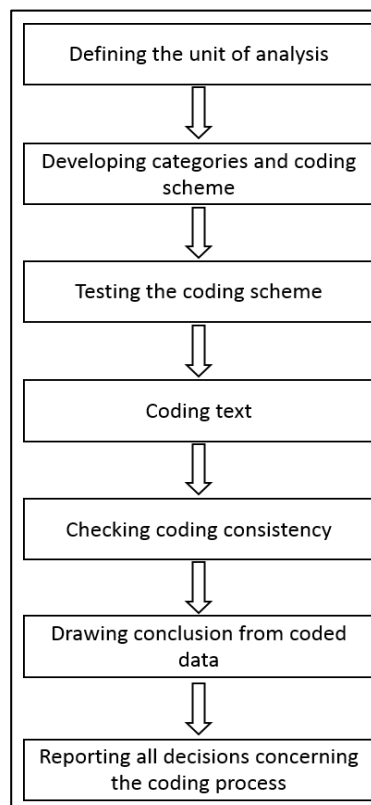 Defining the unit of analysis
Developing categories and coding
scheme
Testing the coding scheme
Coding text
Checking coding consistency
Drawing conclusion from coded
data
Reporting all decisions concerning
the coding process